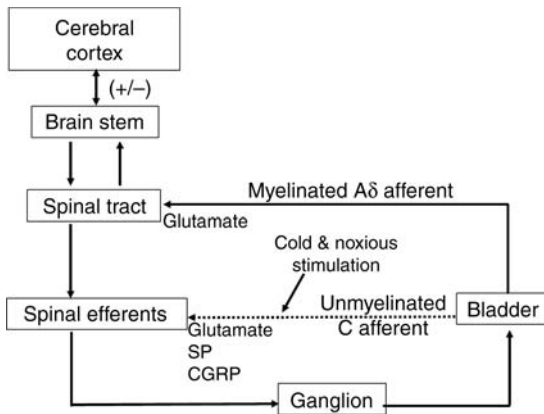 Cerebral
cortex
(+/–)
Brain stem
Myelinated Aδ afferent
Spinal tract
Glutamate
Cold & noxious
stimulation
Unmyelinated
C afferent
Bladder
Spinal efferents
Glutamate
SP
CGRP
Ganglion